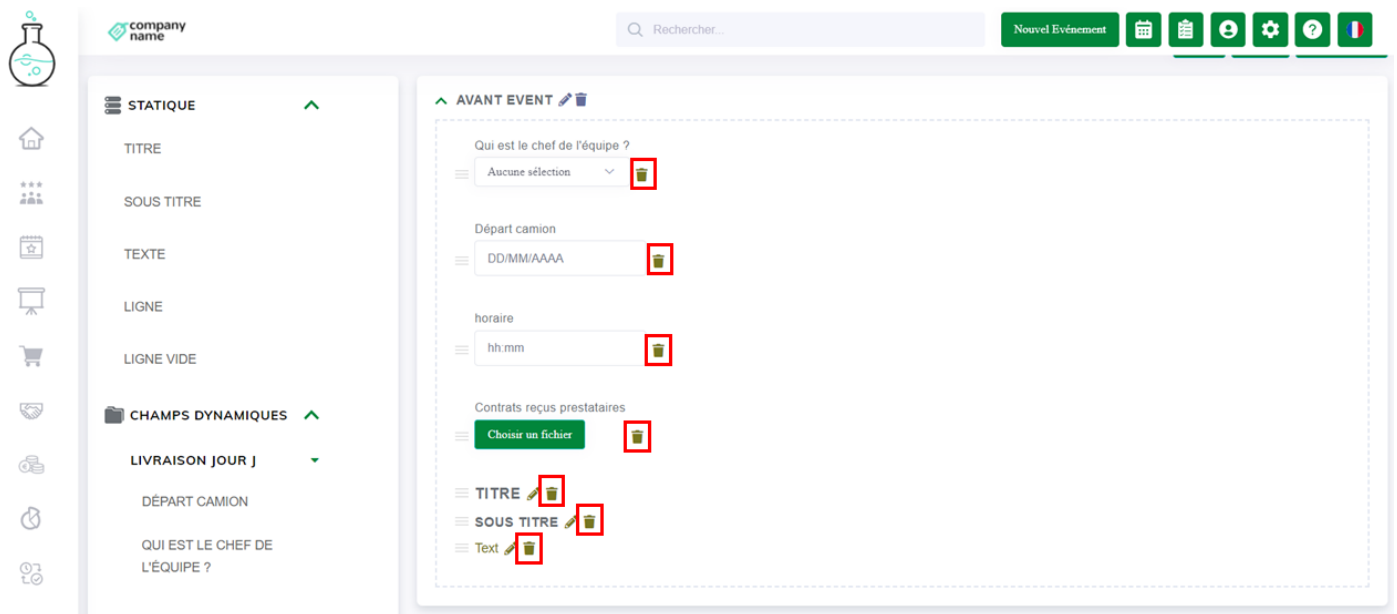 company
name
Rechercher...
Nouvel Evénement
STATIQUE
TITRE
SOUS TITRE
TEXTE
LIGNE
LIGNE VIDE
CHAMPS DYNAMIQUES
LIVRAISON JOUR J
DÉPART CAMION
QUI EST LE CHEF DE
L'ÉQUIPE ?
AVANT EVENT
Qui est le chef de l'équipe ?
Aucune sélection
Départ camion
DD/MM/AAAA
horaire
hh:mm
Contrats reçus prestataires
Choisir un fichier
TITRE
SOUS TITRE
Text